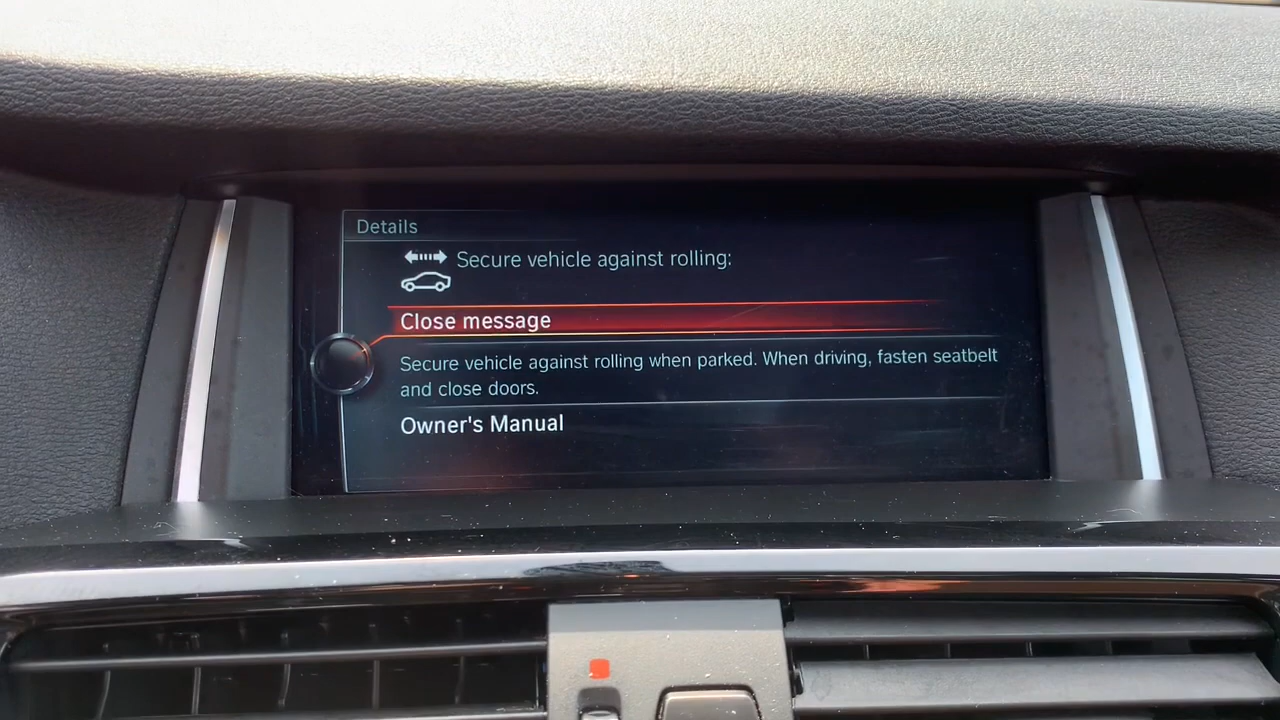 Details
Secure vehicle against rolling:
Close message
Secure vehicle against rolling when parked. When driving, fasten seatbelt
and close doors.
Owner's Manual